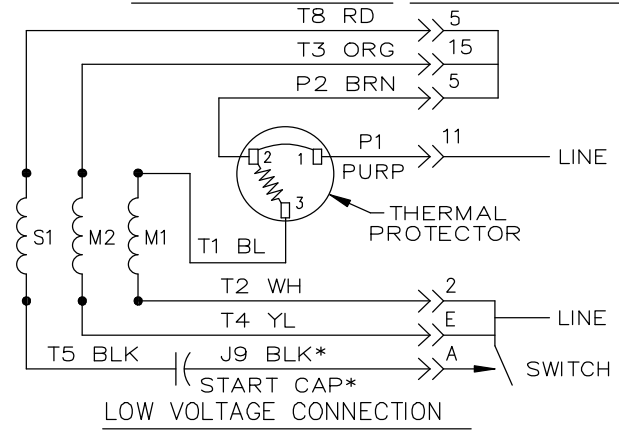 T8 RD 5
T3 ORG 15
P2 BRN 5
P1 11
2 1 PURP LINE
3
THERMAL
PROTECTOR
S1 M2 M1
T1 BL
T2 WH 2
T4 YL E LINE
T5 BLK J9 BLK* A SWITCH
START CAP*
LOW VOLTAGE CONNECTION